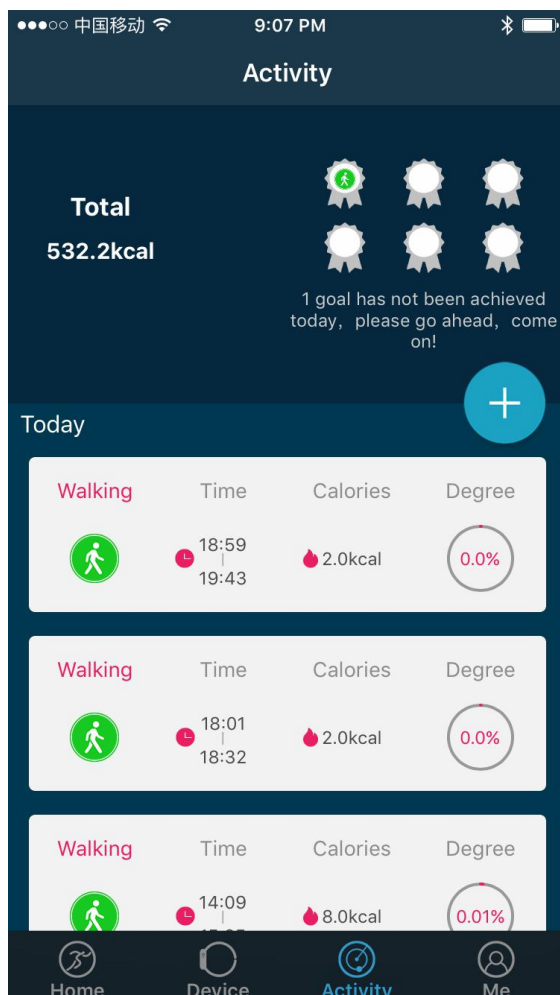 中国移动 9:07 PM
Activity
Total
532.2kcal
1 goal has not been achieved
today，please go ahead，come
on!
Today
Walking Time Calories Degree
18:59
2.0kcal 0.0%
19:43
Walking Time Calories Degree
18:01
2.0kcal 0.0%
18:32
Walking Time Calories Degree
14:09
8.0kcal 0.01%
Home Device Activity Me